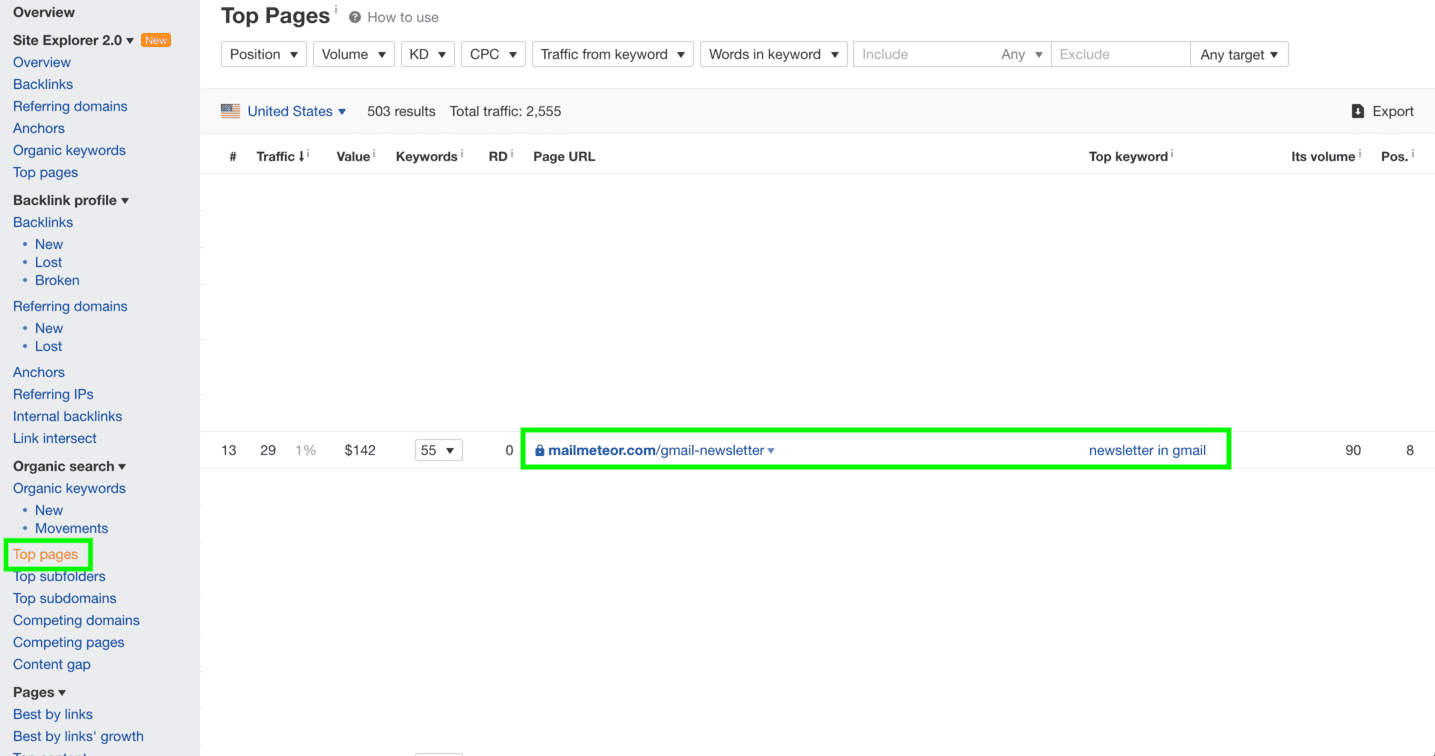 Overview
Site Explorer 2.0 ▾ New
Overview
Backlinks
Referring domains
Anchors
Organic keywords
Top pages
Backlink profile ▾
Backlinks
• New
• Lost
• Broken
Referring domains
• New
• Lost
Anchors
Referring IPs
Internal backlinks
Link intersect
Organic search ▾
Organic keywords
• New
• Movements
Top pages
Top subfolders
Top subdomains
Competing domains
Competing pages
Content gap
Pages ▾
Best by links
Best by links' growth
Top Pages i ? How to use
Position ▼ Volume ▼ KD ▼ CPC ▼ Traffic from keyword ▼ Words in keyword ▼ Include Any ▼ Exclude Any target ▼
United States ▼ 503 results Total traffic: 2,555 Export
# Traffic ↓ i Value i Keywords i RD i Page URL Top keyword i Its volume i Pos. i
13 29 1% $142 55 ▼ 0 mailmeteor.com/gmail-newsletter ▾ newsletter in gmail 90 8